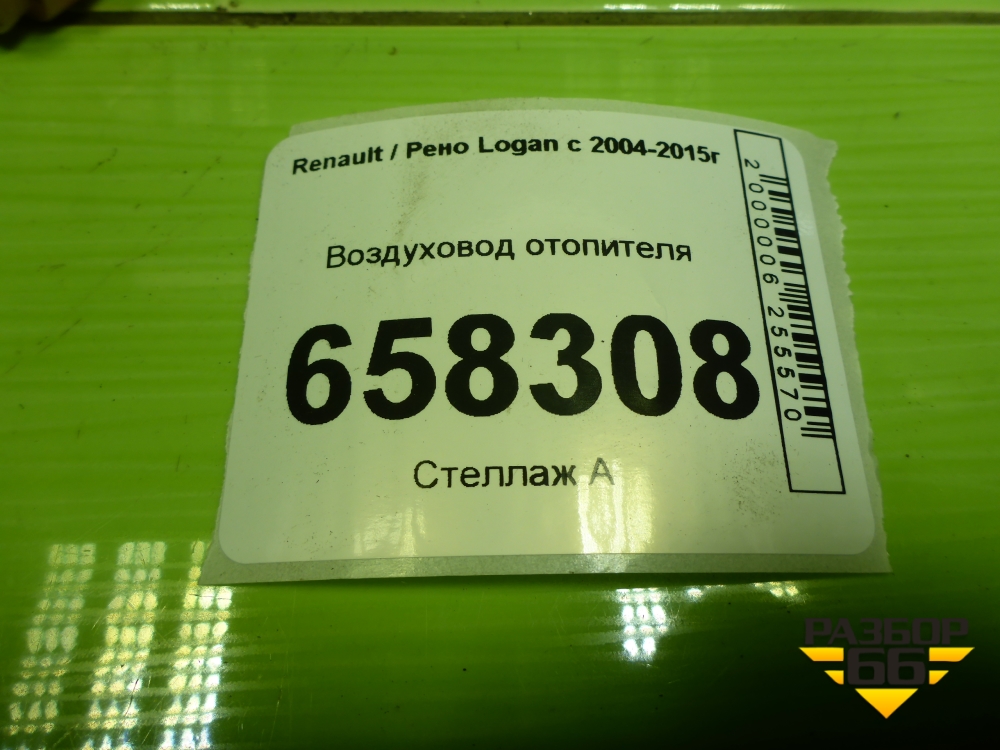 Renault / Рено Logan с 2004-2015г
Воздуховод отопителя
658308
Стеллаж А
2000006255570
РАЗБОР
66